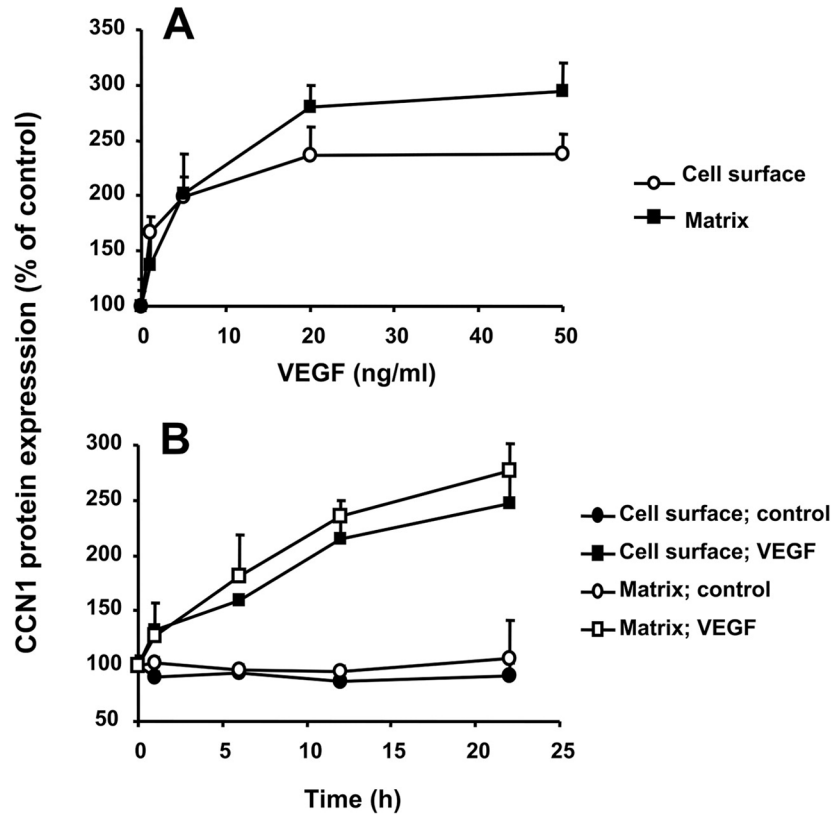 A
350
300
250
200
150
100
0 10 20 30 40 50
VEGF (ng/ml)
Cell surface
Matrix
CCN1 protein expresssion (% of control)
B
300
250
200
150
100
50
0 5 10 15 20 25
Time (h)
Cell surface; control
Cell surface; VEGF
Matrix; control
Matrix; VEGF